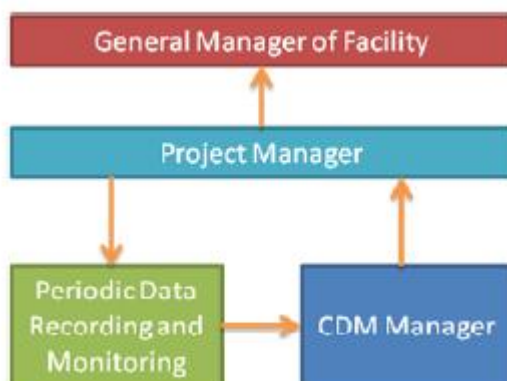 General Manager of Facility
Project Manager
Periodic Data
Recording and
Monitoring
CDM Manager